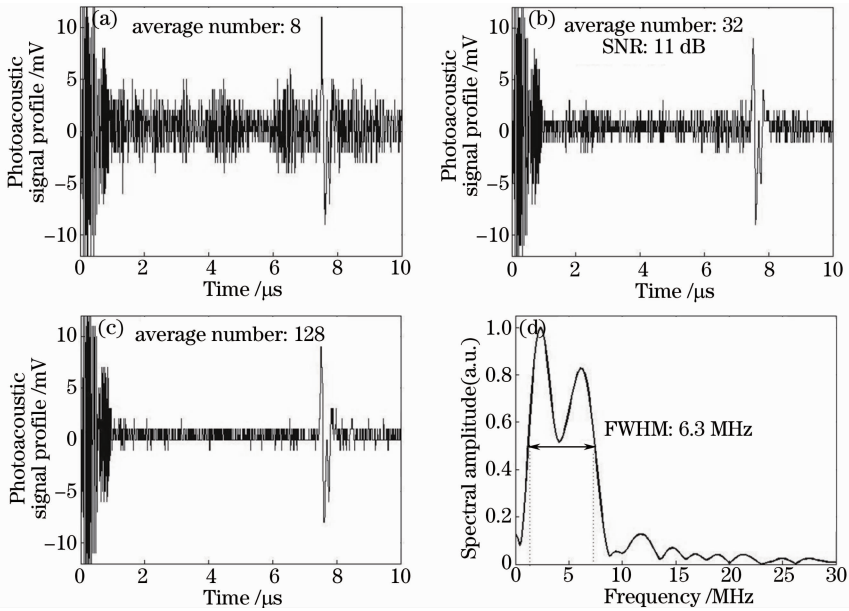 (a)
average number: 8
Photoacoustic
signal profile /mV
10
5
0
−5
−10
0
2
4
6
8
10
Time /μs
(b)
average number: 32
SNR: 11 dB
Photoacoustic
signal profile /mV
10
5
0
−5
−10
0
2
4
6
8
10
Time /μs
(c)
average number: 128
Photoacoustic
signal profile /mV
10
5
0
−5
−10
0
2
4
6
8
10
Time /μs
(d)
Spectral amplitude(a.u.)
1.0
0.8
0.6
0.4
0.2
0
FWHM: 6.3 MHz
0
5
10
15
20
25
30
Frequency /MHz